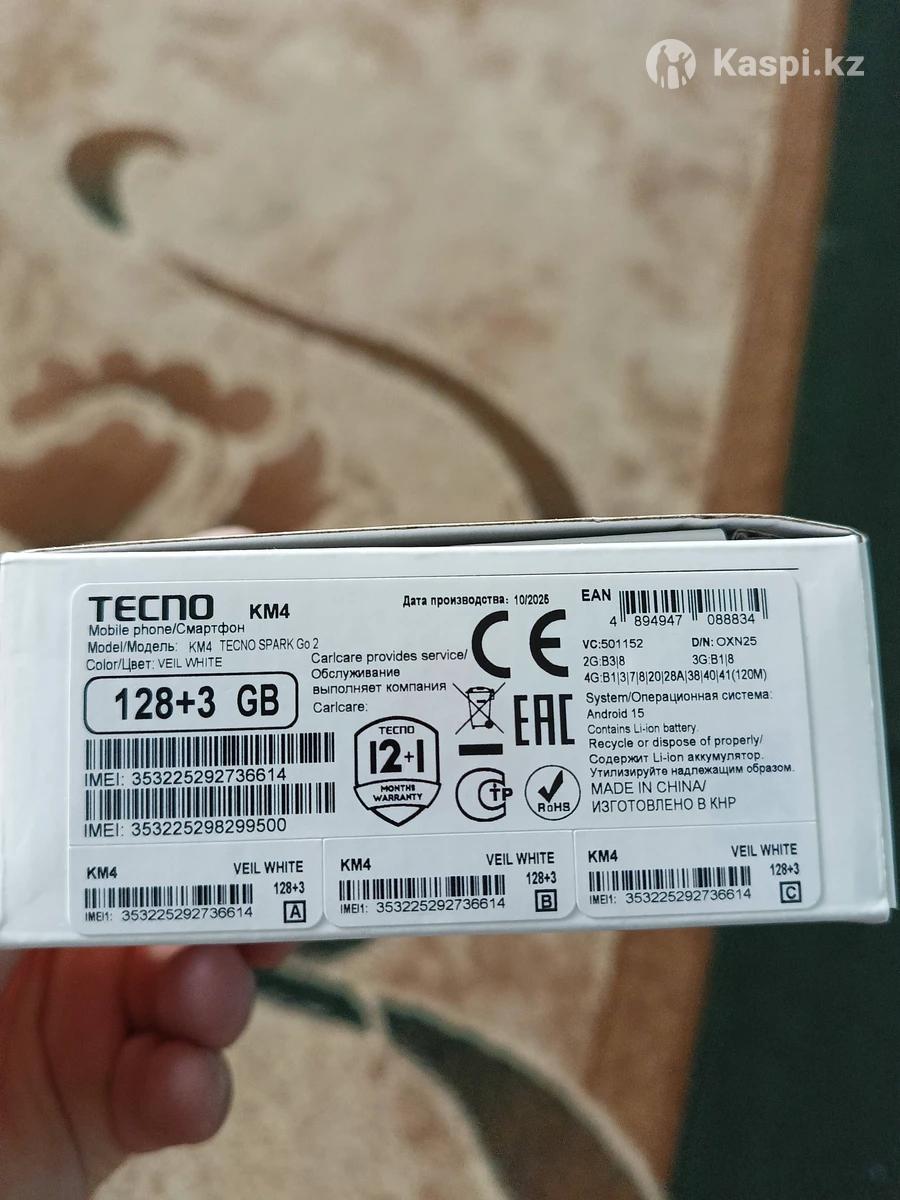 Kaspi.kz
TECNO KM4
Mobile phone/Смартфон
Model/Модель: KM4 TECNO SPARK Go 2
Color/Цвет: VEIL WHITE
128+3 GB
IMEI: 353225292736614
IMEI: 353225298299500
Carlcare provides service/
Обслуживание
выполняет компания
Carlcare:
TECNO
12+1
MONTHS
WARRANTY
Дата производства: 10/2025
CE
EAC
СТР
RoHS
EAN
4 894947 088834
VC:501152 D/N: OXN25
2G:B3|8 3G:B1|8
4G:B1|3|7|8|20|28A|38|40|41(120M)
System/Операционная система:
Android 15
Contains Li-ion battery.
Recycle or dispose of properly/
Содержит Li-ion аккумулятор.
Утилизируйте надлежащим образом.
MADE IN CHINA/
ИЗГОТОВЛЕНО В КНР
KM4 VEIL WHITE
128+3
IMEI1: 353225292736614 A
KM4 VEIL WHITE
128+3
IMEI1: 353225292736614 B
KM4 VEIL WHITE
128+3
IMEI1: 353225292736614 C